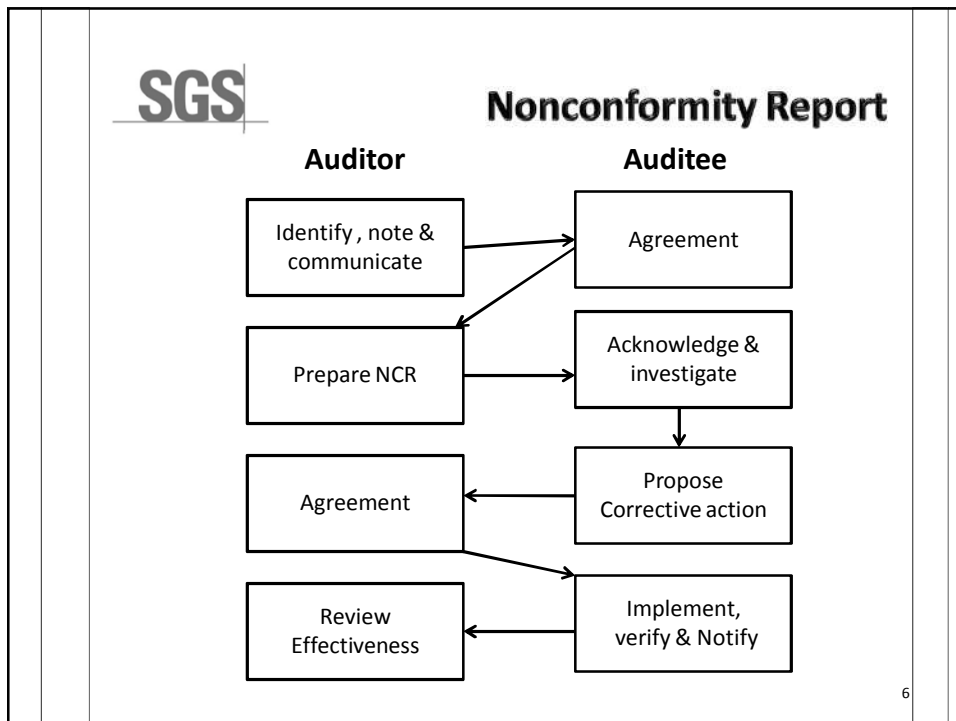 SGS
Nonconformity Report
Auditor
Auditee
Identify , note &
communicate
Agreement
Prepare NCR
Acknowledge &
investigate
Agreement
Propose
Corrective action
Review
Effectiveness
Implement,
verify & Notify
6